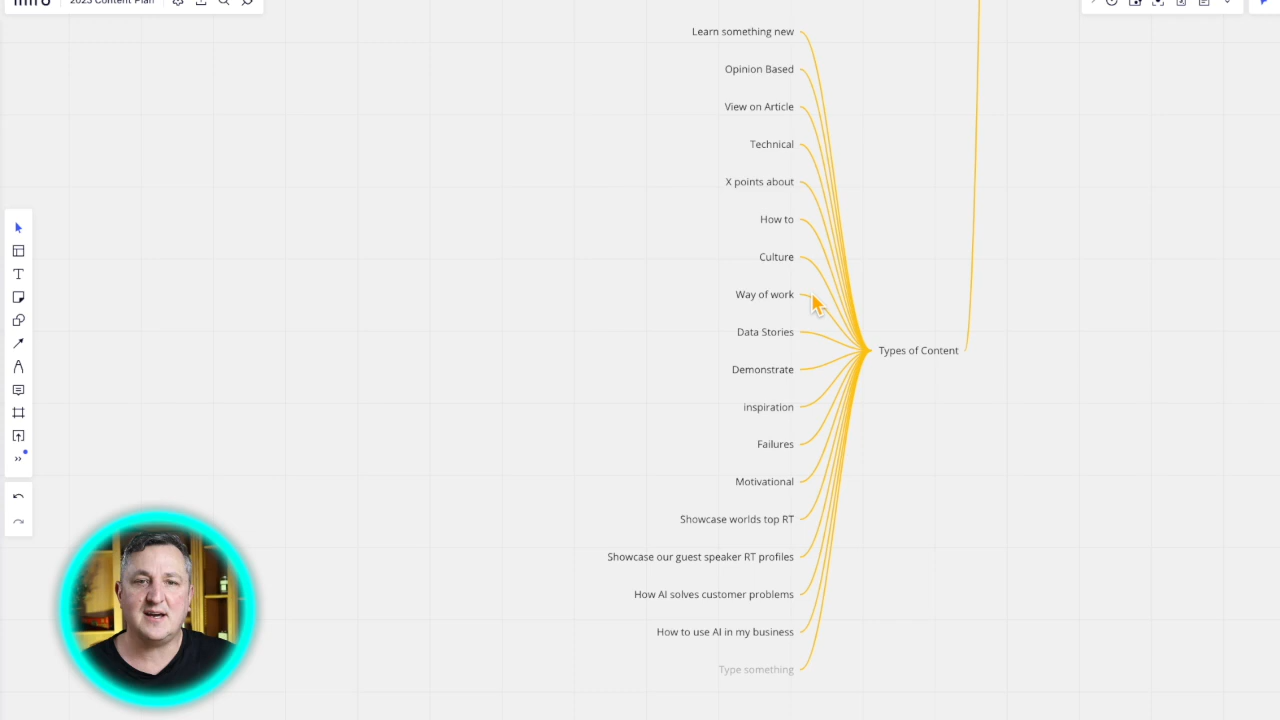 miro
2023 Content Plan
Learn something new
Opinion Based
View on Article
Technical
X points about
How to
Culture
Way of work
Data Stories
Types of Content
Demonstrate
inspiration
Failures
Motivational
Showcase worlds top RT
Showcase our guest speaker RT profiles
How AI solves customer problems
How to use AI in my business
Type something